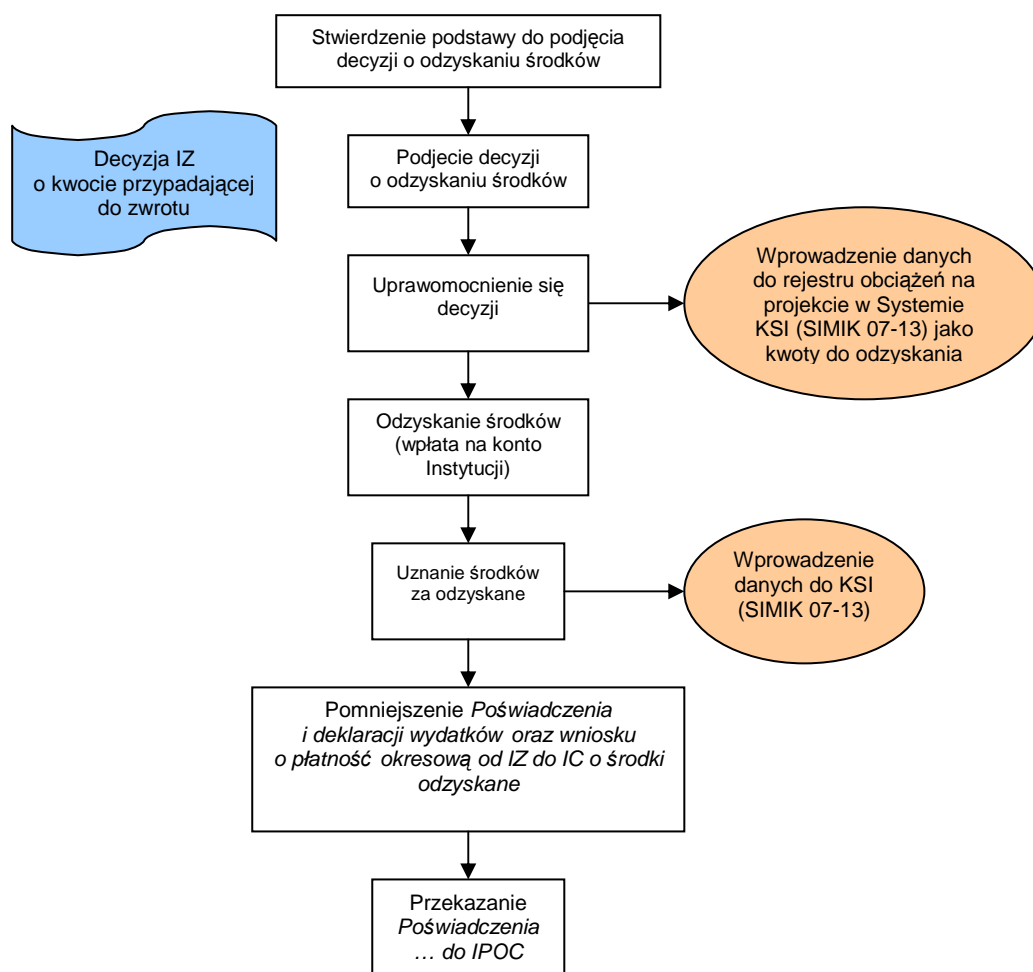 Stwierdzenie podstawy do podjęcia
decyzji o odzyskaniu środków
Decyzja IZ
o kwocie przypadającej
do zwrotu
Podjecie decyzji
o odzyskaniu środków
Uprawomocnienie się
decyzji
Wprowadzenie danych
do rejestru obciążeń na
projekcie w Systemie
KSI (SIMIK 07-13) jako
kwoty do odzyskania
Odzyskanie środków
(wpłata na konto
Instytucji)
Uznanie środków
za odzyskane
Wprowadzenie
danych do KSI
(SIMIK 07-13)
Pomniejszenie Poświadczenia
i deklaracji wydatków oraz wniosku
o płatność okresową od IZ do IC o środki
odzyskane
Przekazanie
Poświadczenia
… do IPOC